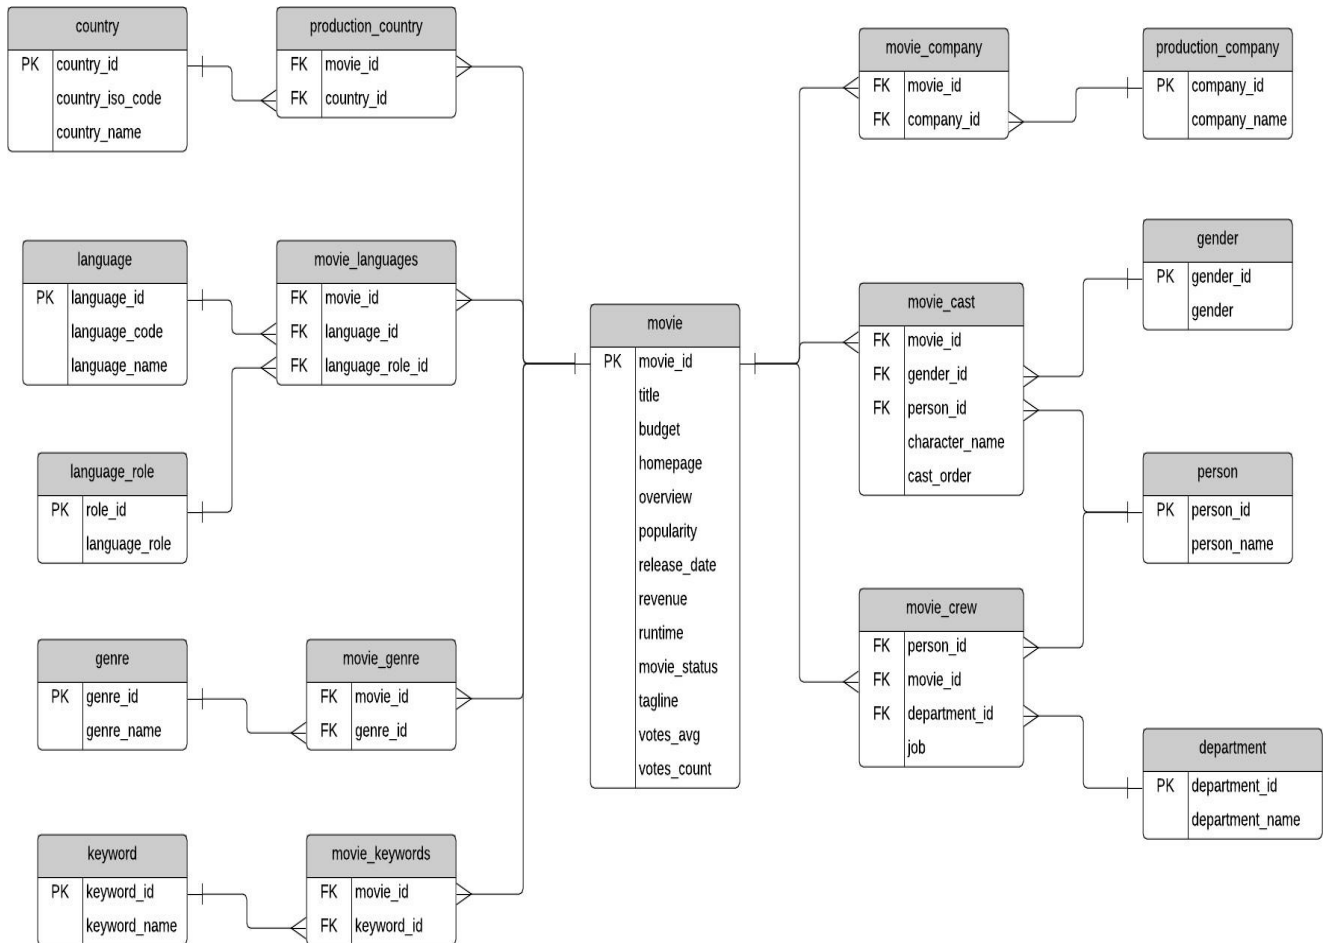 country
PK country_id
country_iso_code
country_name
production_country
FK movie_id
FK country_id
language
PK language_id
language_code
language_name
movie_languages
FK movie_id
FK language_id
FK language_role_id
language_role
PK role_id
language_role
genre
PK genre_id
genre_name
movie_genre
FK movie_id
FK genre_id
keyword
PK keyword_id
keyword_name
movie_keywords
FK movie_id
FK keyword_id
movie
PK movie_id
title
budget
homepage
overview
popularity
release_date
revenue
runtime
movie_status
tagline
votes_avg
votes_count
movie_company
FK movie_id
FK company_id
production_company
PK company_id
company_name
gender
PK gender_id
gender
movie_cast
FK movie_id
FK gender_id
FK person_id
character_name
cast_order
person
PK person_id
person_name
movie_crew
FK person_id
FK movie_id
FK department_id
job
department
PK department_id
department_name